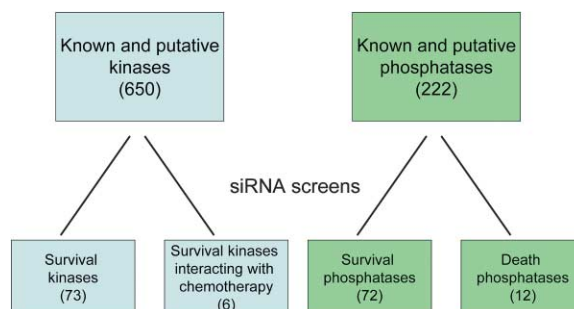 Known and putative
kinases
(650)
Known and putative
phosphatases
(222)
siRNA screens
Survival
kinases
(73)
Survival kinases
interacting with
chemotherapy
(6)
Survival
phosphatases
(72)
Death
phosphatases
(12)